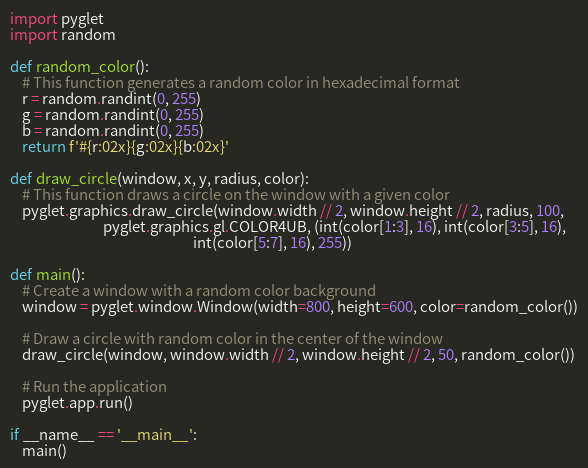 import pyglet
import random

def random_color():
    # This function generates a random color in hexadecimal format
    r = random.randint(0, 255)
    g = random.randint(0, 255)
    b = random.randint(0, 255)
    return f'#{r:02x}{g:02x}{b:02x}'

def draw_circle(window, x, y, radius, color):
    # This function draws a circle on the window with a given color
    pyglet.graphics.draw_circle(window.width // 2, window.height // 2, radius, 100,
                                pyglet.graphics.gl.COLOR4UB, (int(color[1:3], 16), int(color[3:5], 16),
                                                              int(color[5:7], 16), 255))

def main():
    # Create a window with a random color background
    window = pyglet.window.Window(width=800, height=600, color=random_color())

    # Draw a circle with random color in the center of the window
    draw_circle(window, window.width // 2, window.height // 2, 50, random_color())

    # Run the application
    pyglet.app.run()

if __name__ == '__main__':
    main()